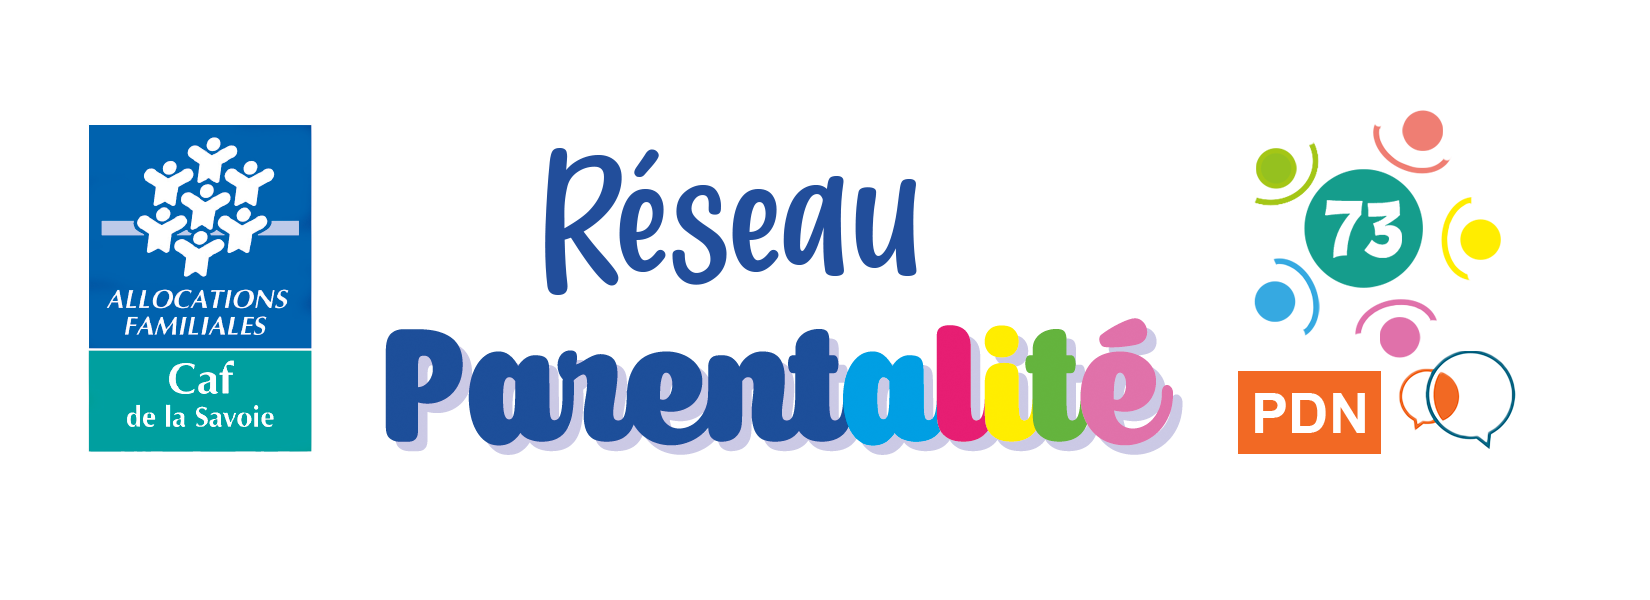 ALLOCATIONS
FAMILIALES
Caf
de la Savoie
Réseau
Parentalité
73
PDN